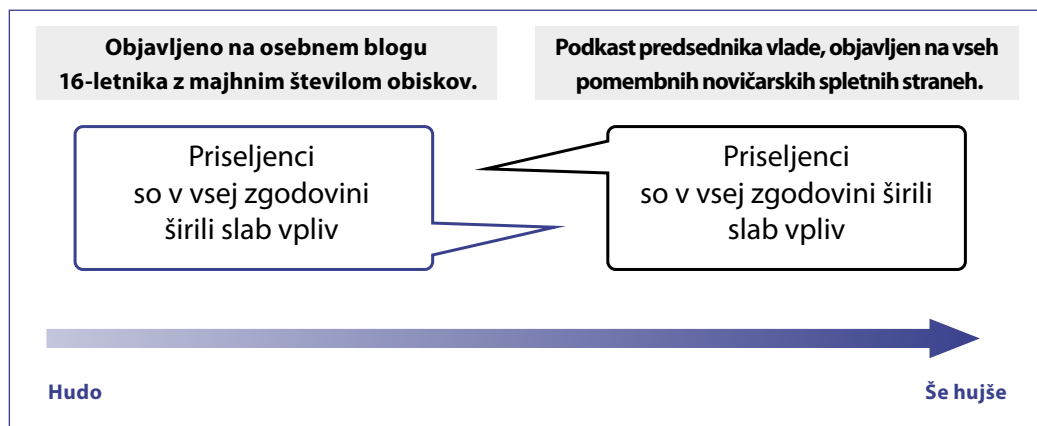 Objavljeno na osebnem blogu
16-letnika z majhnim številom obiskov.
Podkast predsednika vlade, objavljen na vseh
pomembnih novičarskih spletnih straneh.
Priseljenci
so v vsej zgodovini
širili slab vpliv
Priseljenci
so v vsej zgodovini širili
slab vpliv
Hudo
Še hujše